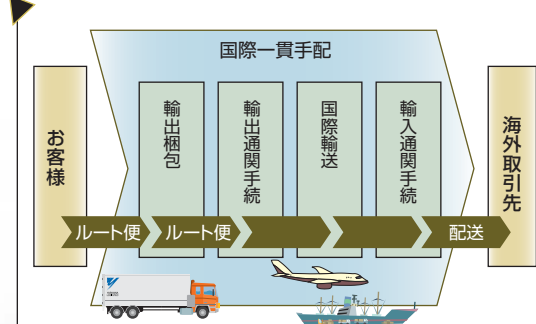 国際一貫手配
お客様
輸出梱包
輸出通関手続
国際輸送
輸入通関手続
海外取引先
ルート便
ルート便
配送